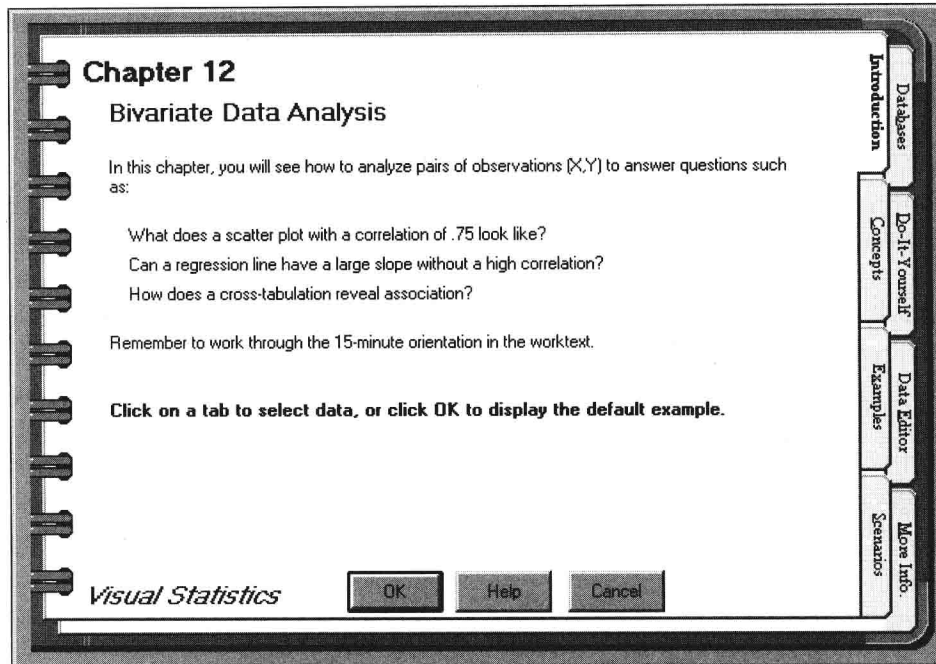 Chapter 12
Bivariate Data Analysis
In this chapter, you will see how to analyze pairs of observations (X,Y) to answer questions such
as:
What does a scatter plot with a correlation of .75 look like?
Can a regression line have a large slope without a high correlation?
How does a cross-tabulation reveal association?
Remember to work through the 15-minute orientation in the worktext.
Click on a tab to select data, or click OK to display the default example.
Visual Statistics
OK
Help
Cancel
Introduction
Concepts
Examples
Scenarios
Databases
Do-It-Yourself
Data Editor
More Info.